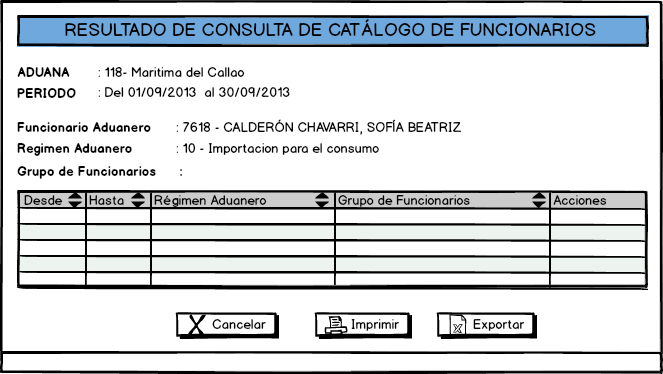 RESULTADO DE CONSULTA DE CATÁLOGO DE FUNCIONARIOS
ADUANA : 118- Maritima del Callao
PERIODO : Del 01/09/2013 al 30/09/2013
Funcionario Aduanero : 7618 - CALDERÓN CHAVARRI, SOFÍA BEATRIZ
Regimen Aduanero : 10 - Importacion para el consumo
Grupo de Funcionarios :
Desde Hasta Régimen Aduanero Grupo de Funcionarios Acciones
Cancelar Imprimir Exportar